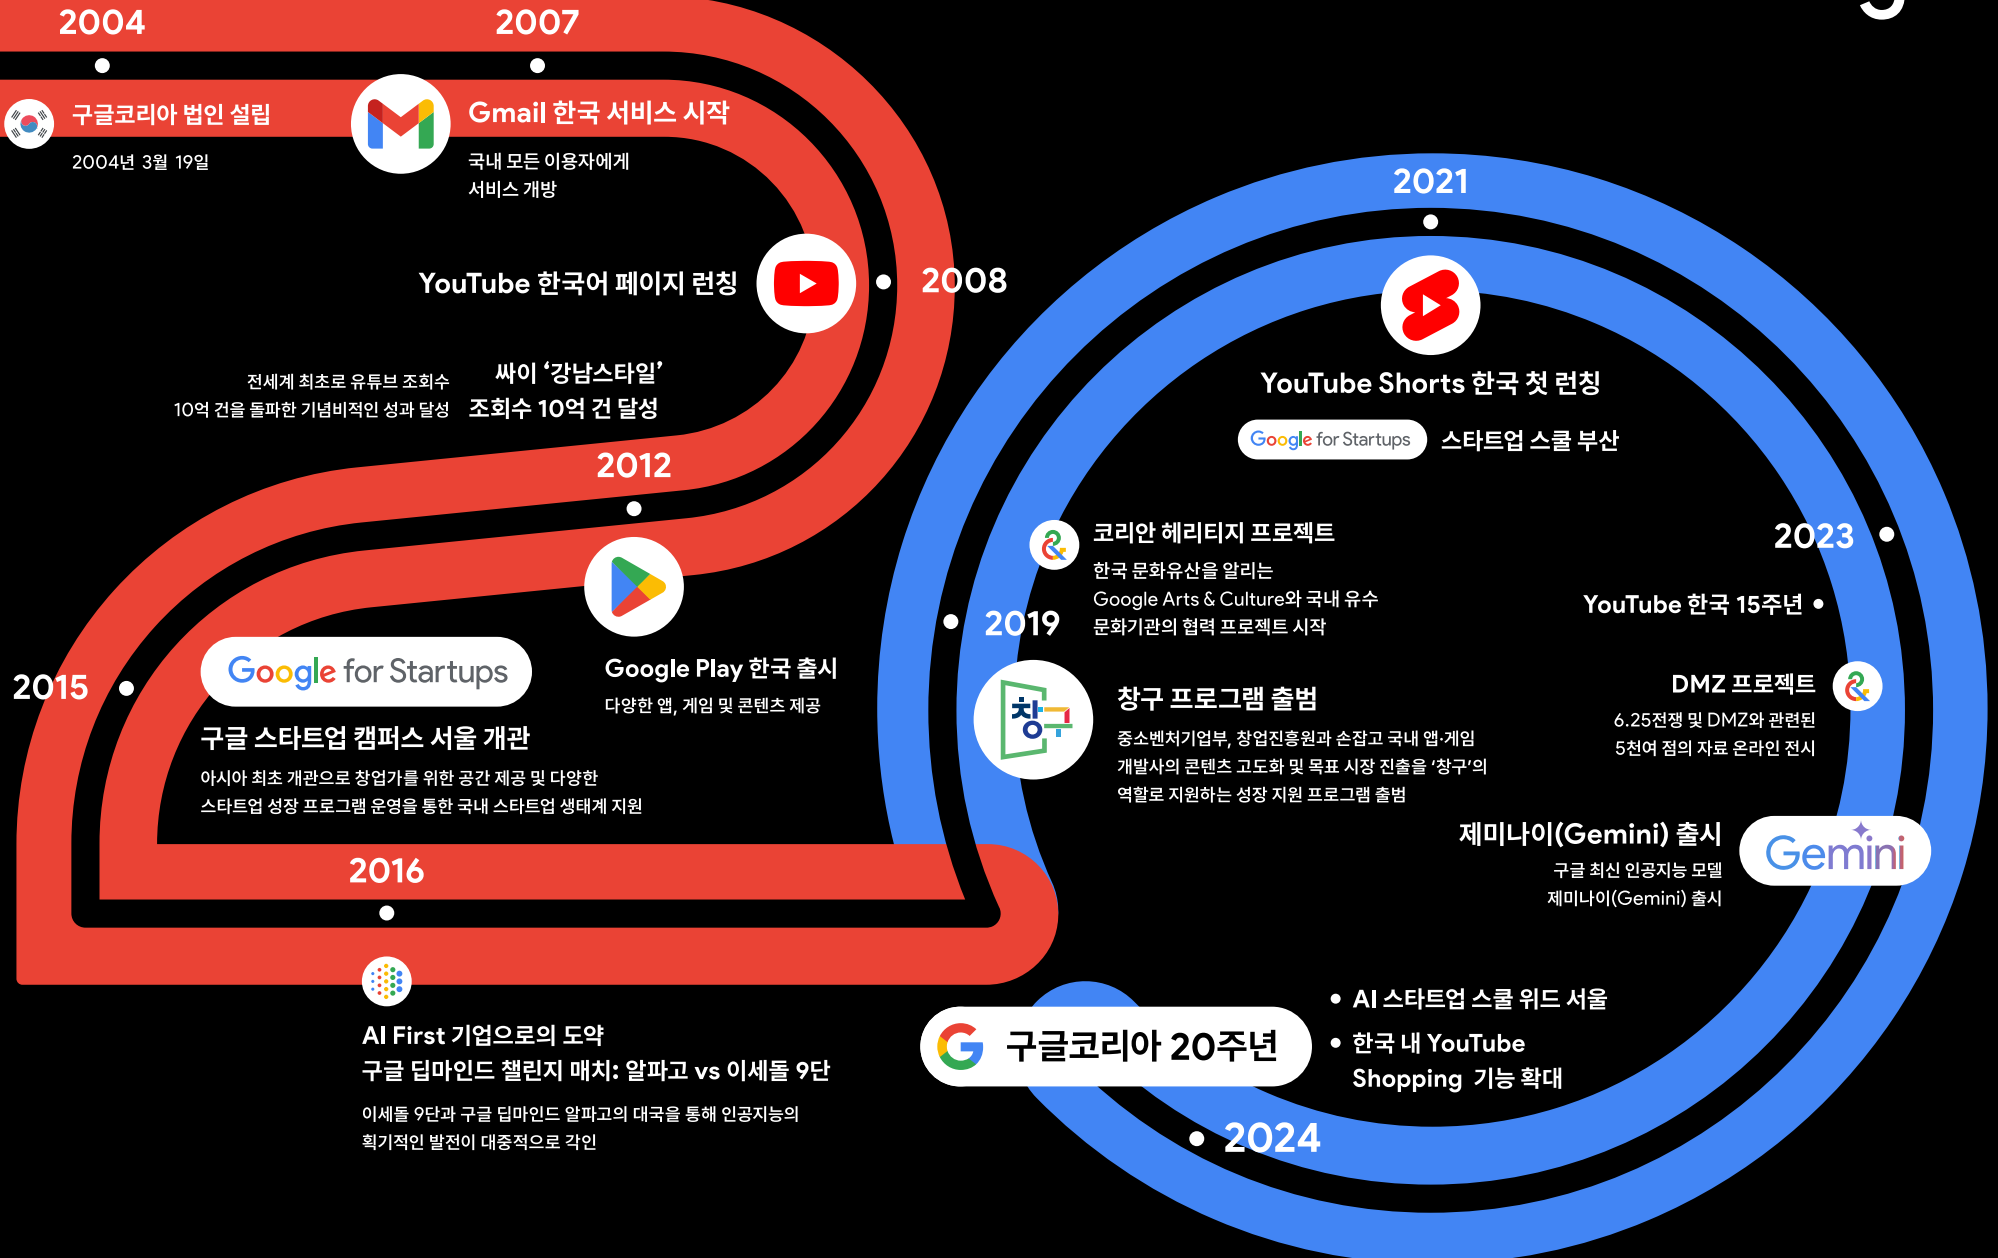 2004
구글코리아 법인 설립
2004년 3월 19일
2007
Gmail 한국 서비스 시작
국내 모든 이용자에게
서비스 개방
2008
YouTube 한국어 페이지 런칭
2012
싸이 ‘강남스타일’
조회수 10억 건 달성
전세계 최초로 유튜브 조회수
10억 건을 돌파한 기념비적인 성과 달성
Google Play 한국 출시
다양한 앱, 게임 및 콘텐츠 제공
2015
Google for Startups
구글 스타트업 캠퍼스 서울 개관
아시아 최초 개관으로 창업가를 위한 공간 제공 및 다양한
스타트업 성장 프로그램 운영을 통한 국내 스타트업 생태계 지원
2016
AI First 기업으로의 도약
구글 딥마인드 챌린지 매치: 알파고 vs 이세돌 9단
이세돌 9단과 구글 딥마인드 알파고의 대국을 통해 인공지능의
획기적인 발전이 대중적으로 각인
2019
코리안 헤리티지 프로젝트
한국 문화유산을 알리는
Google Arts & Culture와 국내 유수
문화기관의 협력 프로젝트 시작
창구
창구 프로그램 출범
중소벤처기업부, 창업진흥원과 손잡고 국내 앱·게임
개발사의 콘텐츠 고도화 및 목표 시장 진출을 ‘창구’의
역할로 지원하는 성장 지원 프로그램 출범
2021
YouTube Shorts 한국 첫 런칭
Google for Startups 스타트업 스쿨 부산
2023
YouTube 한국 15주년 •
DMZ 프로젝트
6.25전쟁 및 DMZ와 관련된
5천여 점의 자료 온라인 전시
제미나이(Gemini) 출시
구글 최신 인공지능 모델
제미나이(Gemini) 출시
Gemini
2024
G 구글코리아 20주년
• AI 스타트업 스쿨 위드 서울
• 한국 내 YouTube
Shopping 기능 확대